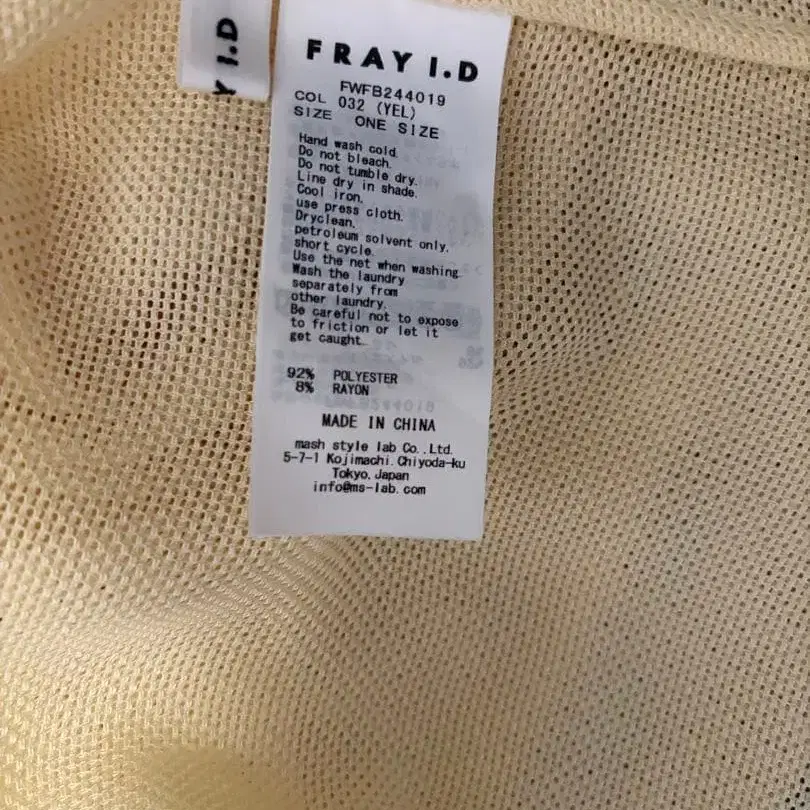 Y I.D
FRAY I.D
FWFB244019
COL 032 (YEL)
SIZE ONE SIZE
Hand wash cold.
Do not bleach.
Do not tumble dry.
Line dry in shade.
Cool iron.
use press cloth.
Dryclean.
petroleum solvent only.
short cycle.
Use the net when washing.
Wash the laundry
separately from
other laundry.
Be careful not to expose
to friction or let it
get caught.
92% POLYESTER
8% RAYON
MADE IN CHINA
mash style lab Co.,Ltd.
5-7-1 Kojimachi.Chiyoda-ku
Tokyo.Japan
info@ms-lab.com